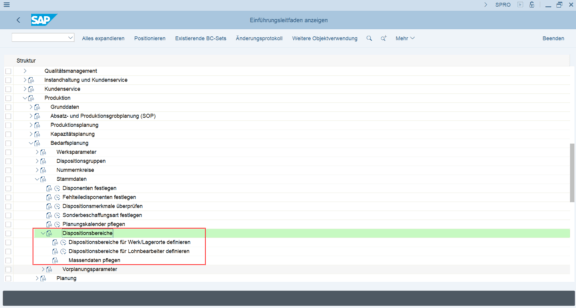 SPRO
SAP
Einführungsleitfaden anzeigen
Alles expandieren Positionieren Existierende BC-Sets Änderungsprotokoll Weitere Objektverwendung Mehr Beenden
Struktur
Qualitätsmanagement
Instandhaltung und Kundenservice
Kundenservice
Produktion
Grunddaten
Absatz- und Produktionsgrobplanung (SOP)
Produktionsplanung
Kapazitätsplanung
Bedarfsplanung
Werksparameter
Dispositionsgruppen
Nummernkreise
Stammdaten
Disponenten festlegen
Fehlteiledisponenten festlegen
Dispositionsmerkmale überprüfen
Sonderbeschaffungsart festlegen
Planungskalender pflegen
Dispositionsbereiche
Dispositionsbereiche für Werk/Lagerorte definieren
Dispositionsbereiche für Lohnbearbeiter definieren
Massendaten pflegen
Vorplanungsparameter
Planung